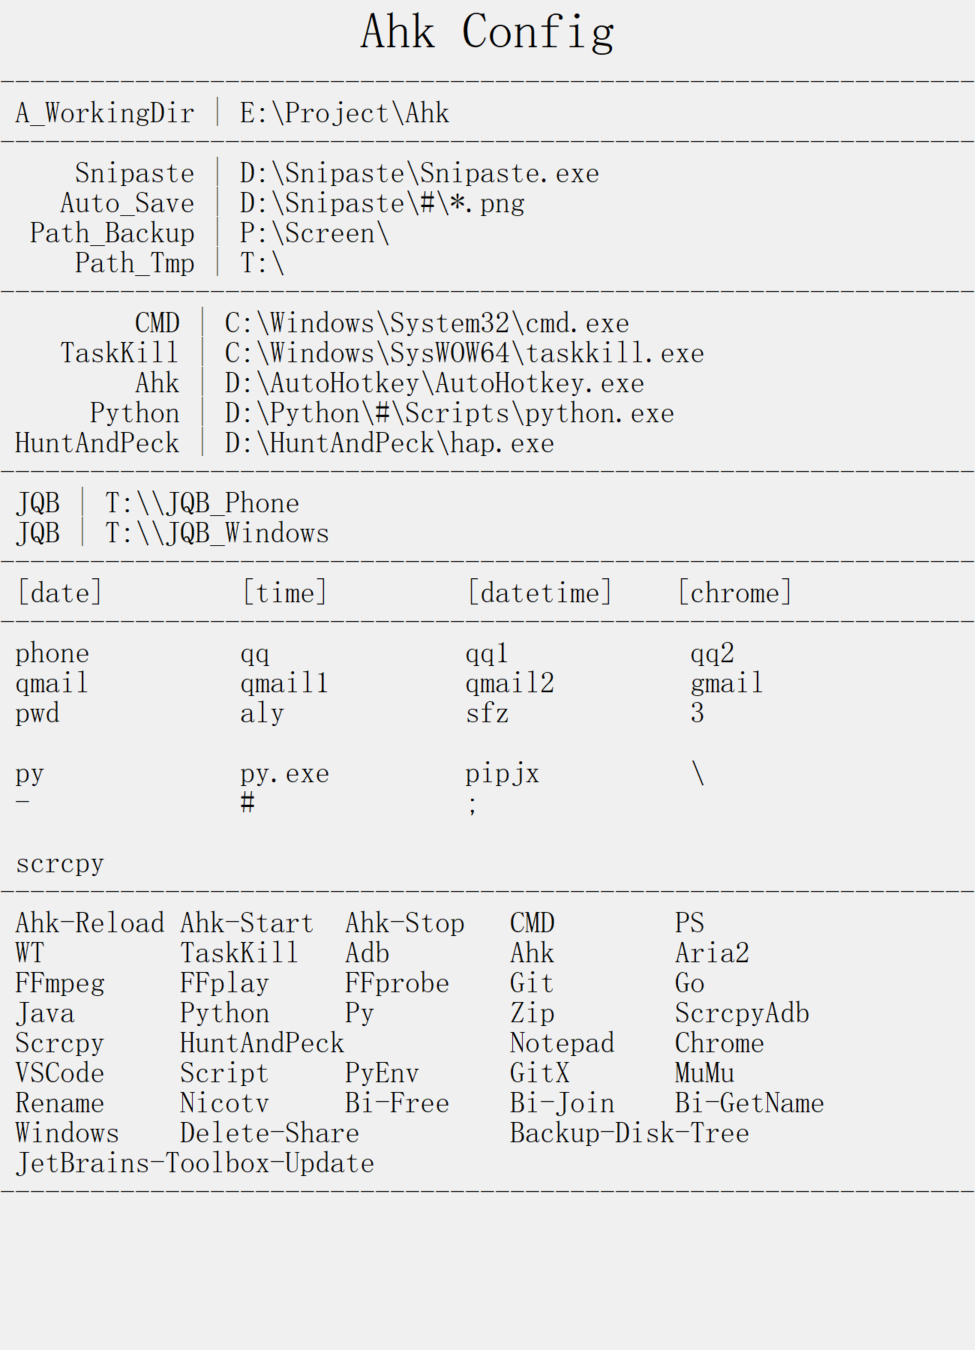 Ahk Config
A_WorkingDir | E:\Project\Ahk
Snipaste | D:\Snipaste\Snipaste.exe
Auto_Save | D:\Snipaste\#\*.png
Path_Backup | P:\Screen\
Path_Tmp | T:\
CMD | C:\Windows\System32\cmd.exe
TaskKill | C:\Windows\SysWOW64\taskkill.exe
Ahk | D:\AutoHotkey\AutoHotkey.exe
Python | D:\Python\#\Scripts\python.exe
HuntAndPeck | D:\HuntAndPeck\hap.exe
JQB | T:\\JQB_Phone
JQB | T:\\JQB_Windows
[date] [time] [datetime] [chrome]
phone qq qq1 qq2
qmail qmail1 qmail2 gmail
pwd aly sfz 3
py py.exe pipjx \
- # ;
scrcpy
Ahk-Reload Ahk-Start Ahk-Stop CMD PS
WT TaskKill Adb Ahk Aria2
FFmpeg FFplay FFprobe Git Go
Java Python Py Zip ScrcpyAdb
Scrcpy HuntAndPeck Notepad Chrome
VSCode Script PyEnv GitX MuMu
Rename Nicotv Bi-Free Bi-Join Bi-GetName
Windows Delete-Share Backup-Disk-Tree
JetBrains-Toolbox-Update